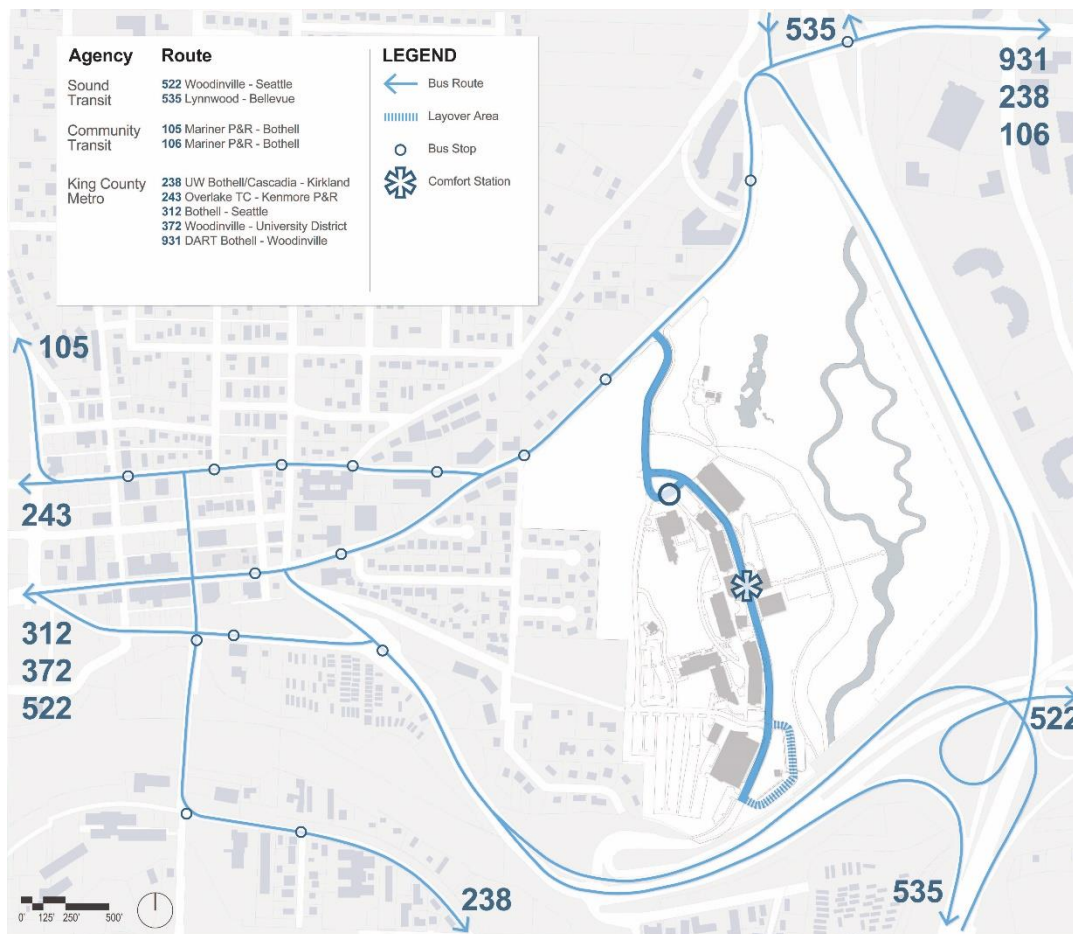 Agency Route
Sound Transit
522 Woodinville - Seattle
535 Lynnwood - Bellevue
Community Transit
105 Mariner P&R - Bothell
106 Mariner P&R - Bothell
King County Metro
238 UW Bothell/Cascadia - Kirkland
243 Overlake TC - Kenmore P&R
312 Bothell - Seattle
372 Woodinville - University District
931 DART Bothell - Woodinville
LEGEND
Bus Route
Layover Area
Bus Stop
Comfort Station
535
931
238
106
105
243
312
372
522
522
535
238
0' 125' 250' 500'